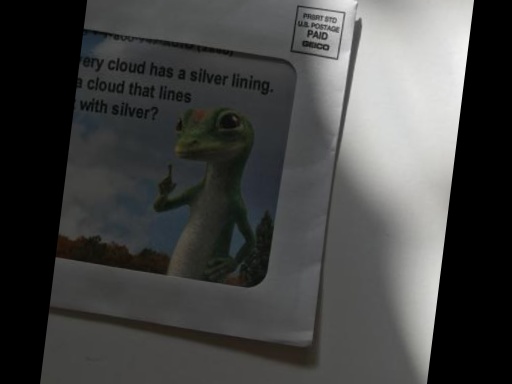 PRSRT STD
U.S. POSTAGE
PAID
GEICO
ery cloud has a silver lining.
a cloud that lines
with silver?